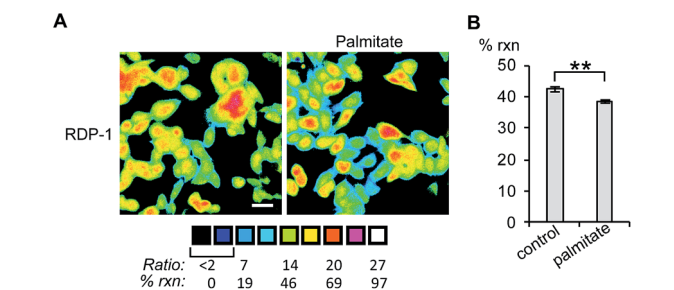 A
Palmitate
RDP-1
Ratio: <2 7 14 20 27
% rxn: 0 19 46 69 97
B
% rxn
**
50
40
30
20
10
0
control
palmitate